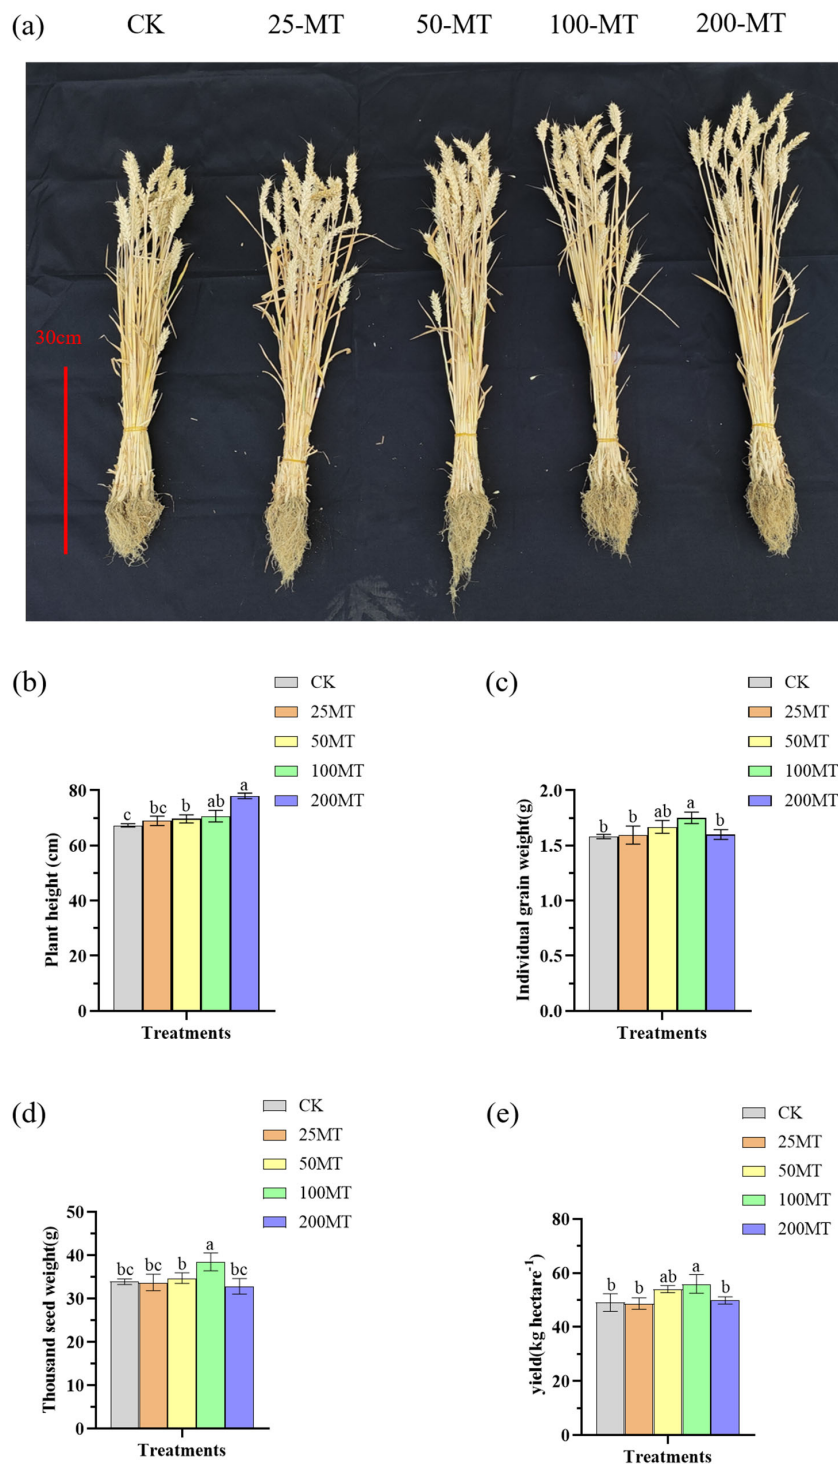 (a) CK 25-MT 50-MT 100-MT 200-MT
30cm
(b)
CK
25MT
50MT
100MT
200MT
80
60
40
20
0
Plant height (cm)
c bc b ab a
Treatments
(c)
CK
25MT
50MT
100MT
200MT
2.0
1.5
1.0
0.5
0.0
Individual grain weight(g)
b b ab a b
Treatments
(d)
CK
25MT
50MT
100MT
200MT
50
40
30
20
10
0
Thousand seed weight(g)
bc bc b a bc
Treatments
(e)
CK
25MT
50MT
100MT
200MT
80
60
40
20
0
yield(kg hectare⁻¹)
b b ab a b
Treatments